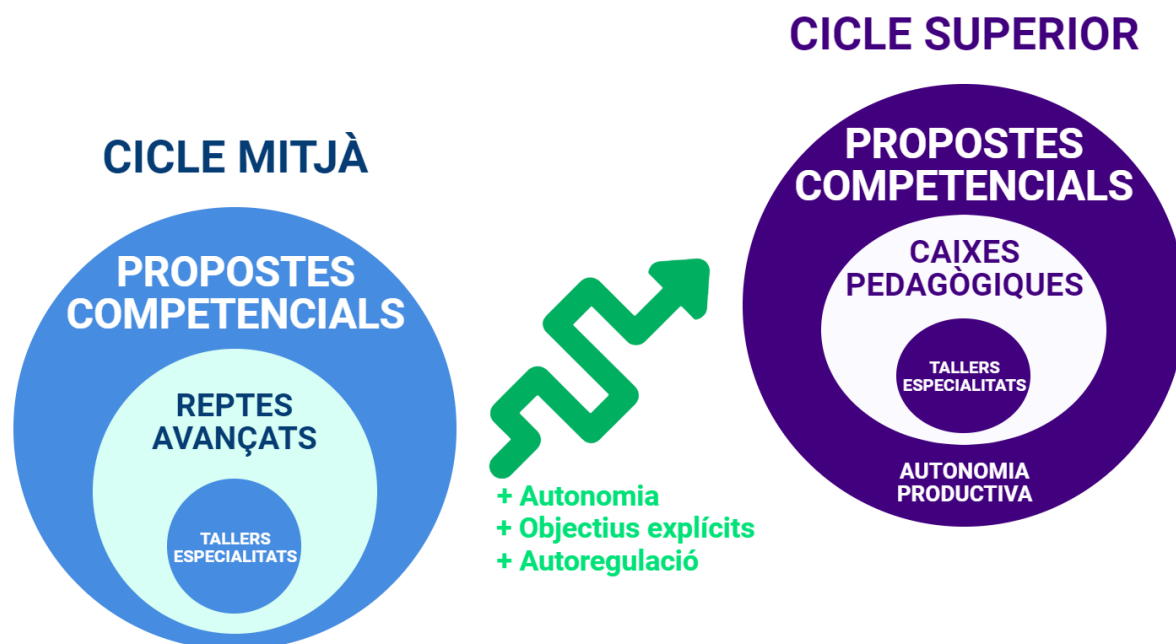 CICLE MITJÀ
PROPOSTES
COMPETENCIALS
REPTES
AVANÇATS
TALLERS
ESPECIALITATS
+ Autonomia
+ Objectius explícits
+ Autoregulació
CICLE SUPERIOR
PROPOSTES
COMPETENCIALS
CAIXES
PEDAGÒGIQUES
TALLERS
ESPECIALITATS
AUTONOMIA
PRODUCTIVA